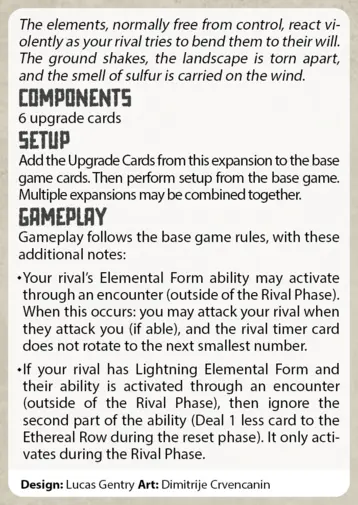 The elements, normally free from control, react vi-
olently as your rival tries to bend them to their will.
The ground shakes, the landscape is torn apart,
and the smell of sulfur is carried on the wind.
COMPONENTS
6 upgrade cards
SETUP
Add the Upgrade Cards from this expansion to the base
game cards. Then perform setup from the base game.
Multiple expansions may be combined together.
GAMEPLAY
Gameplay follows the base game rules, with these
additional notes:
•Your rival's Elemental Form ability may activate
through an encounter (outside of the Rival Phase).
When this occurs: you may attack your rival when
they attack you (if able), and the rival timer card
does not rotate to the next smallest number.
•If your rival has Lightning Elemental Form and
their ability is activated through an encounter
(outside of the Rival Phase), then ignore the
second part of the ability (Deal 1 less card to the
Ethereal Row during the reset phase). It only acti-
vates during the Rival Phase.
Design: Lucas Gentry Art: Dimitrije Crvencanin